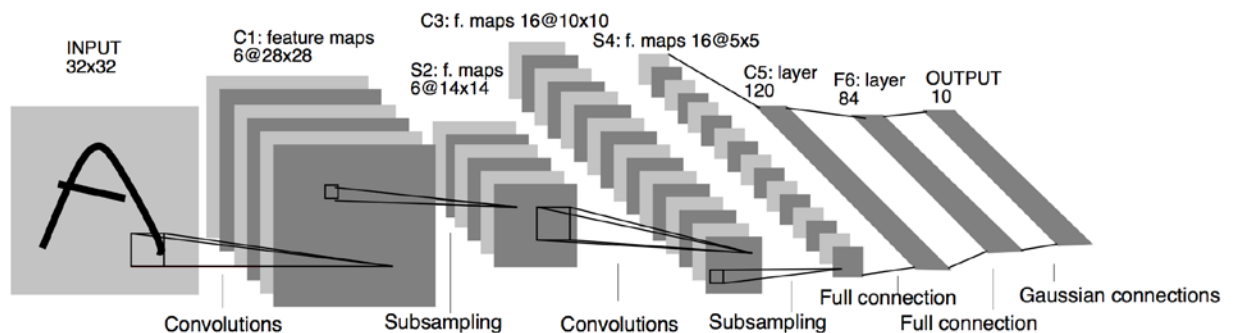 INPUT
32x32
C1: feature maps
6@28x28
S2: f. maps
6@14x14
C3: f. maps 16@10x10
S4: f. maps 16@5x5
C5: layer
120
F6: layer
84
OUTPUT
10
Convolutions
Subsampling
Convolutions
Subsampling
Full connection
Full connection
Gaussian connections
A